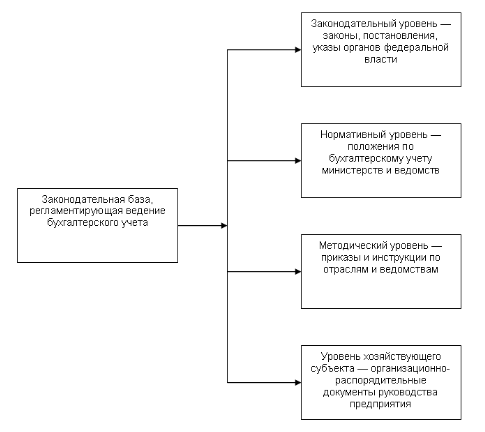 Законодательный уровень —
законы, постановления,
указы органов федеральной
власти
Нормативный уровень —
положения по
бухгалтерскому учету
министерств и ведомств
Законодательная база,
регламентирующая ведение
бухгалтерского учета
Методический уровень —
приказы и инструкции по
отраслям и ведомствам
Уровень хозяйствующего
субъекта — организационно-
распорядительные
документы руководства
предприятия